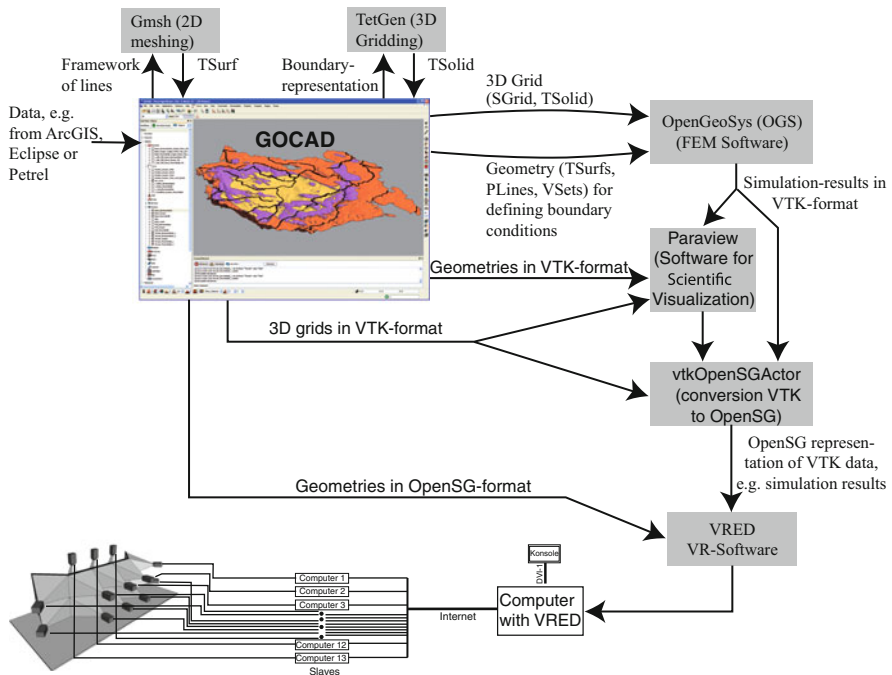 Gmsh (2D
meshing)
TetGen (3D
Gridding)
Framework
of lines
TSurf
Boundary-
representation
TSolid
3D Grid
(SGrid, TSolid)
Data, e.g.
from ArcGIS,
Eclipse or
Petrel
GOCAD
OpenGeoSys (OGS)
(FEM Software)
Geometry (TSurfs,
PLines, VSets) for
defining boundary
conditions
Simulation-results in
VTK-format
Paraview
(Software for
Scientific
Visualization)
Geometries in VTK-format
3D grids in VTK-format
vtkOpenSGActor
(conversion VTK
to OpenSG)
OpenSG represen-
tation of VTK data,
e.g. simulation results
Geometries in OpenSG-format
VRED
VR-Software
Konsole
DVI-1
Computer 1
Computer 2
Computer 3
Computer 12
Computer 13
Slaves
Internet
Computer
with VRED